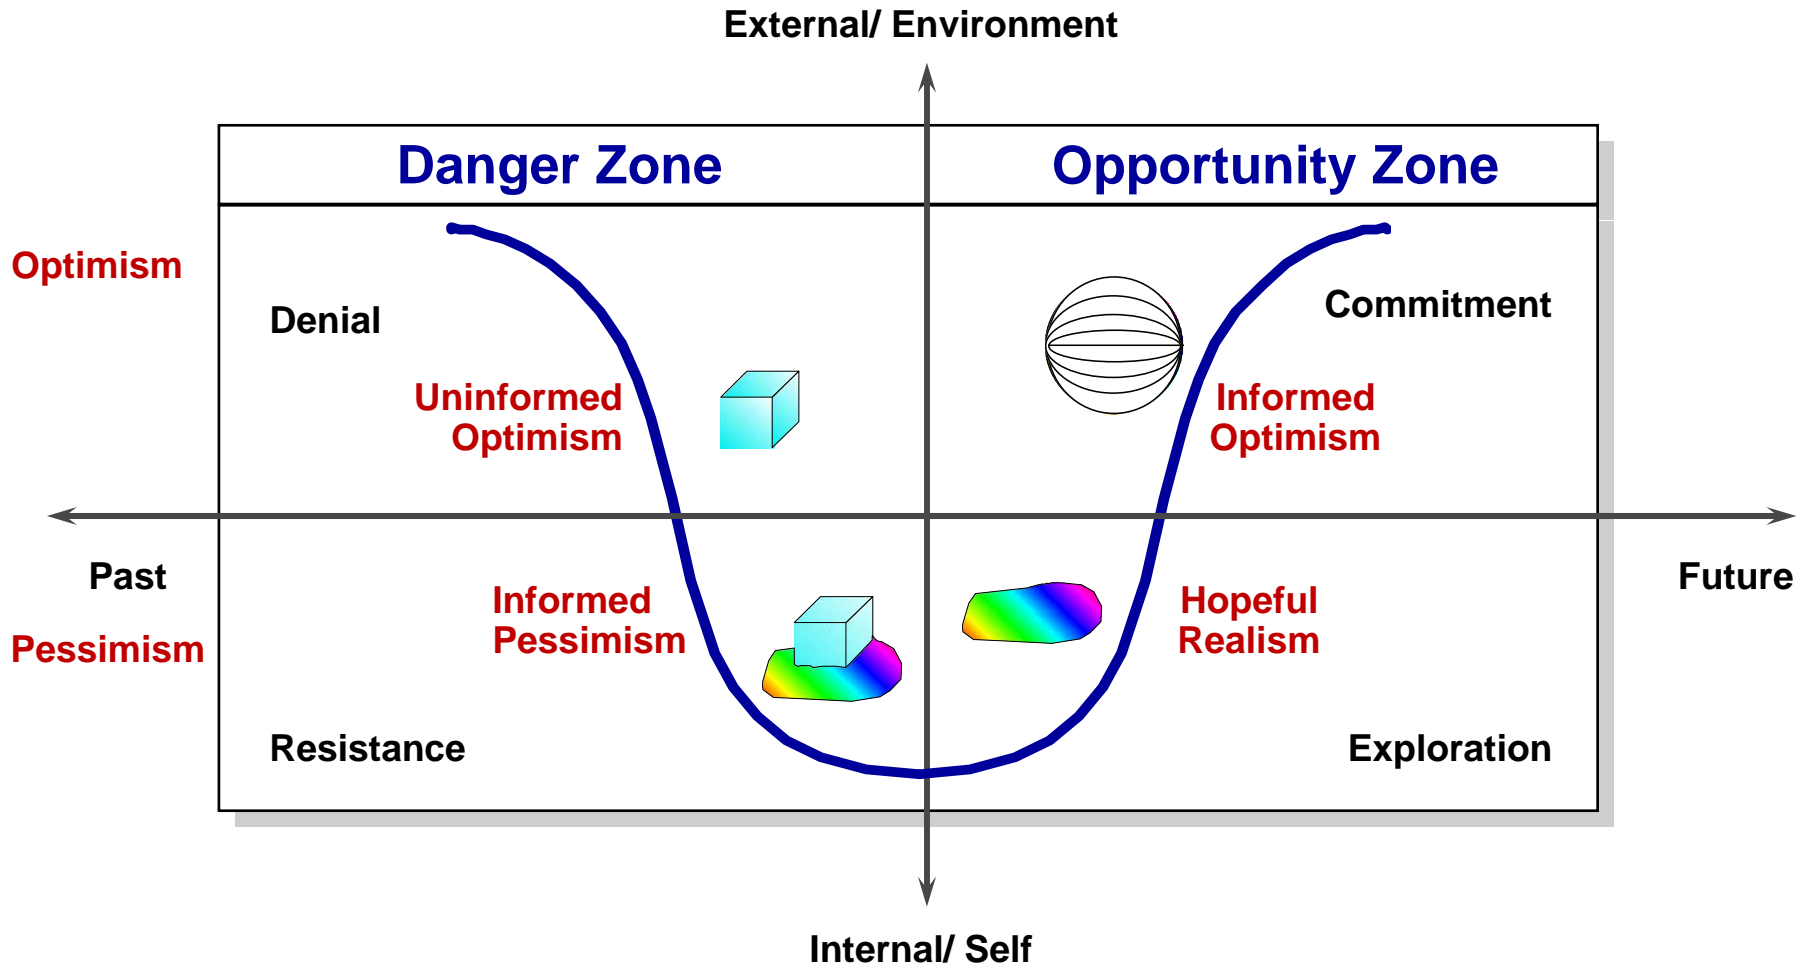 External/ Environment
Danger Zone
Opportunity Zone
Optimism
Denial
Commitment
Uninformed
Optimism
Informed
Optimism
Past
Future
Informed
Pessimism
Hopeful
Realism
Pessimism
Resistance
Exploration
Internal/ Self